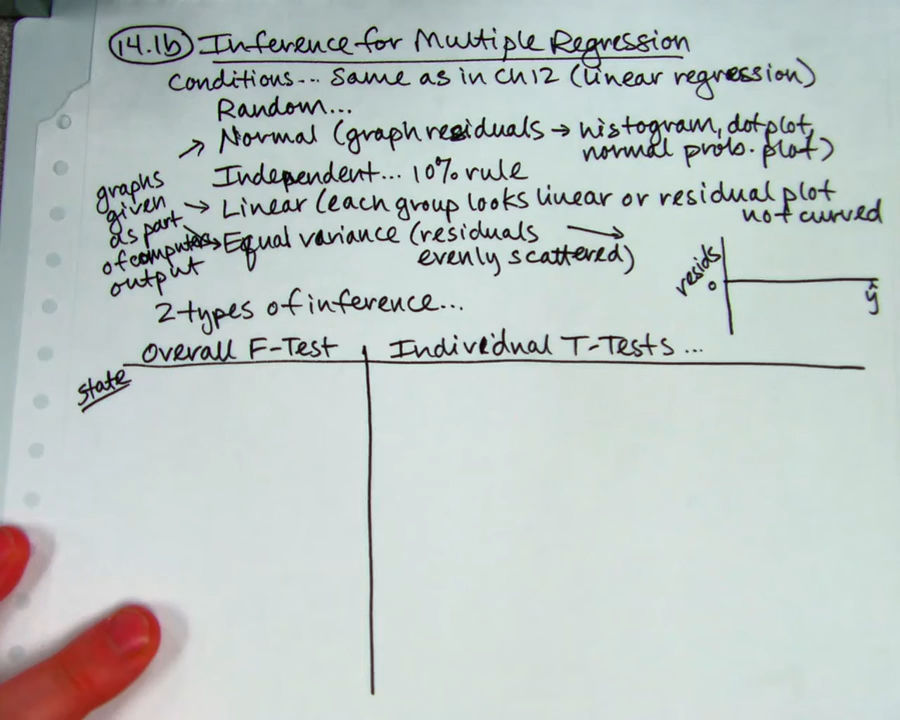 14.1b Inference for Multiple Regression
Conditions... Same as in Ch 12 (linear regression)
Random...
Normal (graph residuals → histogram, dotplot,
normal prob. plot)
Independent... 10% rule
Linear (each group looks linear or residual plot
not curved
Equal variance (residuals
evenly scattered)
graphs
given
as part
of computer
output
resids
0
ŷ
2 types of inference...
Overall F-Test
Individual T-Tests ...
State